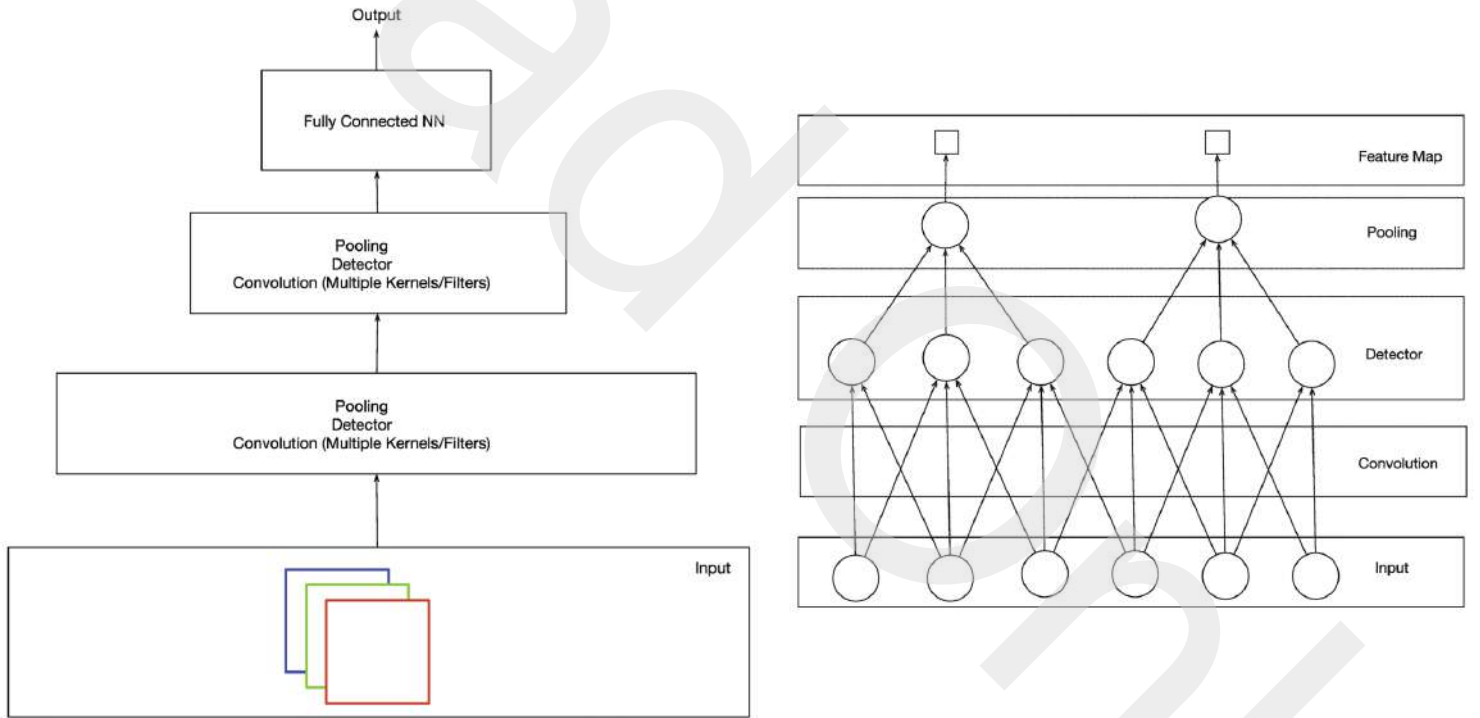 Output
Fully Connected NN
Pooling
Detector
Convolution (Multiple Kernels/Filters)
Pooling
Detector
Convolution (Multiple Kernels/Filters)
Input
Feature Map
Pooling
Detector
Convolution
Input